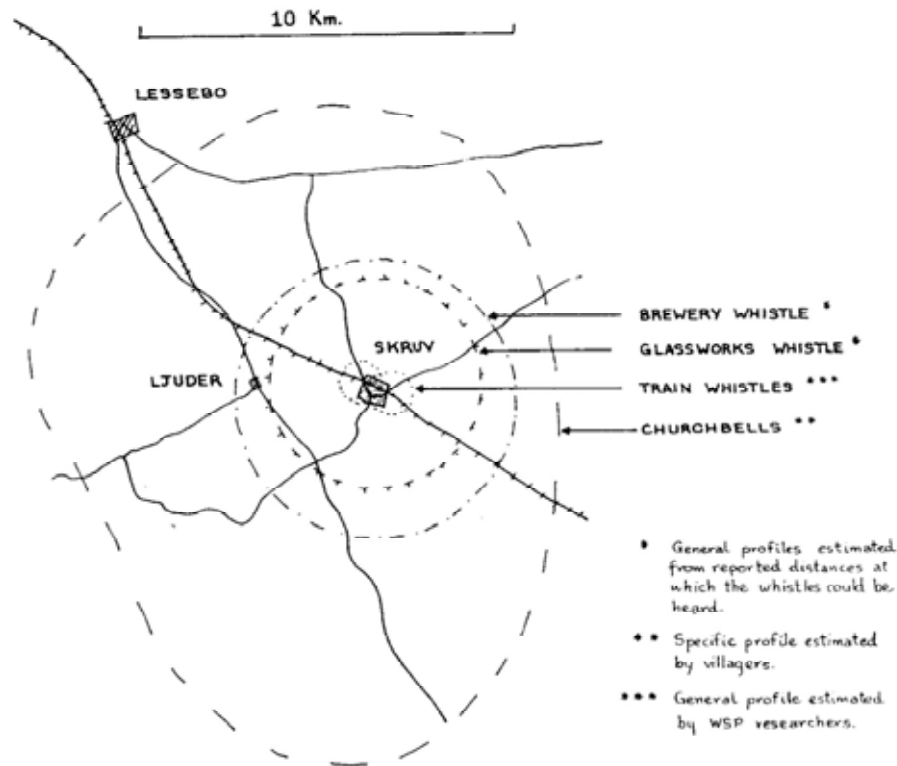 10 Km.
LESSEBO
BREWERY WHISTLE *
SKRUV
GLASSWORKS WHISTLE *
LJUDER
TRAIN WHISTLES ***
CHURCHBELLS **
* General profiles estimated
from reported distances at
which the whistles could be
heard.
** Specific profile estimated
by villagers.
*** General profile estimated
by WSP researchers.